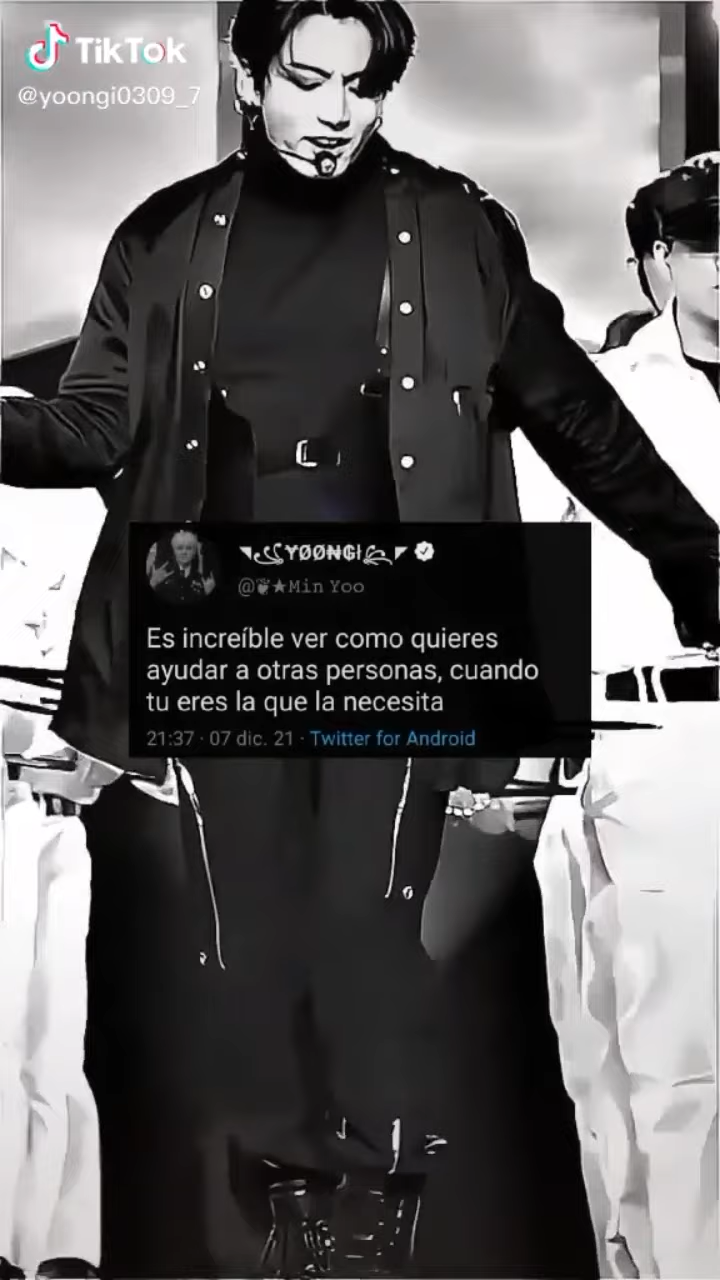 TikTok
@yoongi0309_7
YØØ₦G
@★Min Yoo
Es increíble ver como quieres
ayudar a otras personas, cuando
tu eres la que la necesita
21:37 · 07 dic. 21 · Twitter for Android